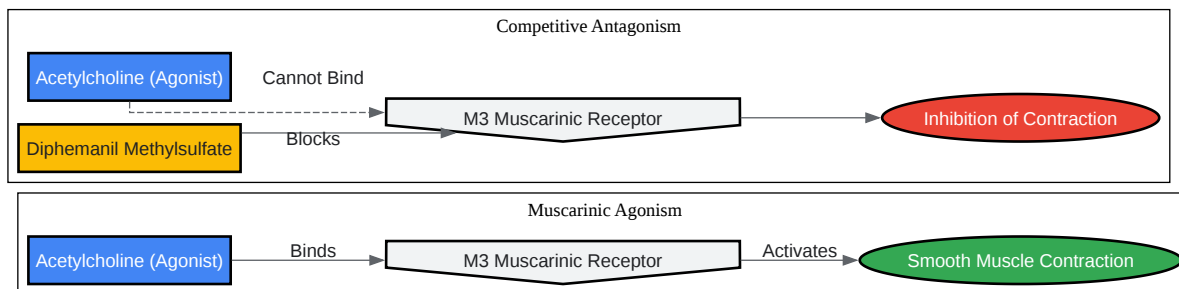 Competitive Antagonism
Acetylcholine (Agonist)
Cannot Bind
M3 Muscarinic Receptor
Inhibition of Contraction
Diphemanil Methylsulfate
Blocks
Muscarinic Agonism
Acetylcholine (Agonist)
Binds
M3 Muscarinic Receptor
Activates
Smooth Muscle Contraction